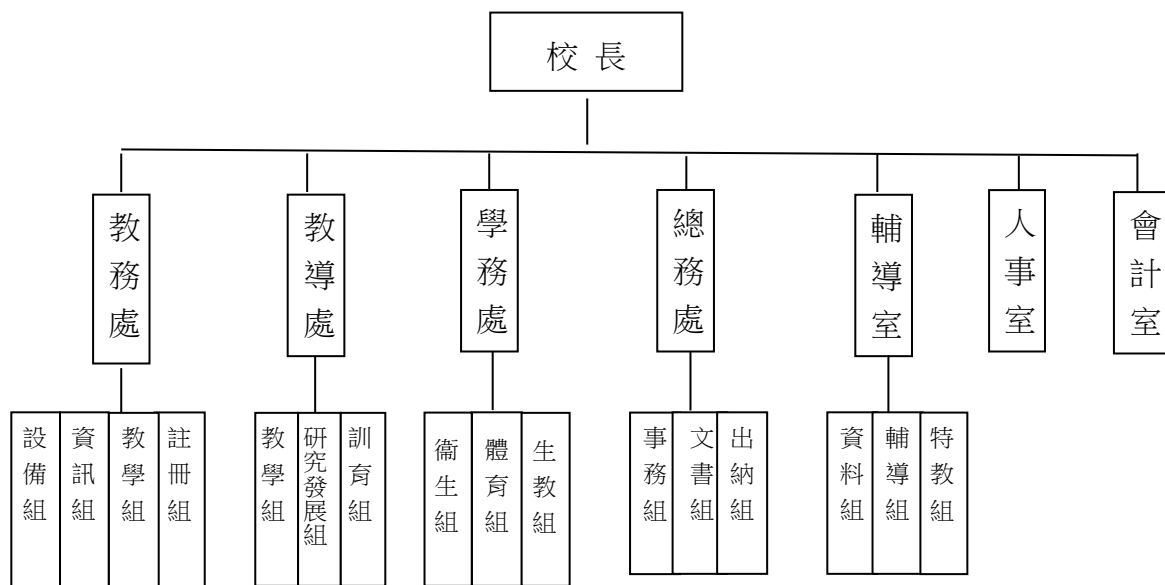 校長
教務處
教導處
學務處
總務處
輔導室
人事室
會計室
設備組
資訊組
教學組
註冊組
教學組
研究發展組
訓育組
衞生組
體育組
生教組
事務組
文書組
出納組
資料組
輔導組
特教組